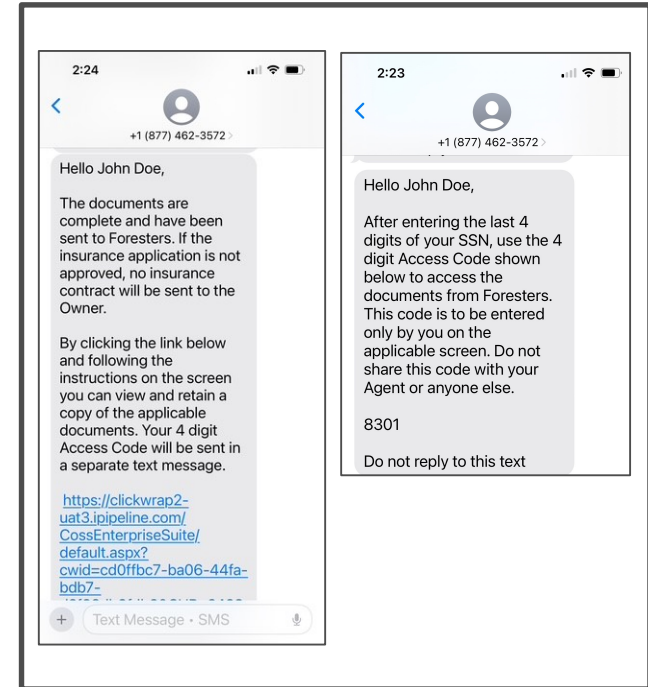 2:24
+1 (877) 462-3572
Hello John Doe,
The documents are
complete and have been
sent to Foresters. If the
insurance application is not
approved, no insurance
contract will be sent to the
Owner.
By clicking the link below
and following the
instructions on the screen
you can view and retain a
copy of the applicable
documents. Your 4 digit
Access Code will be sent in
a separate text message.
https://clickwrap2-
uat3.ipipeline.com/
CossEnterpriseSuite/
default.aspx?
cwid=cd0ffbc7-ba06-44fa-
bdb7-
Text Message • SMS
2:23
+1 (877) 462-3572
Hello John Doe,
After entering the last 4
digits of your SSN, use the 4
digit Access Code shown
below to access the
documents from Foresters.
This code is to be entered
only by you on the
applicable screen. Do not
share this code with your
Agent or anyone else.
8301
Do not reply to this text